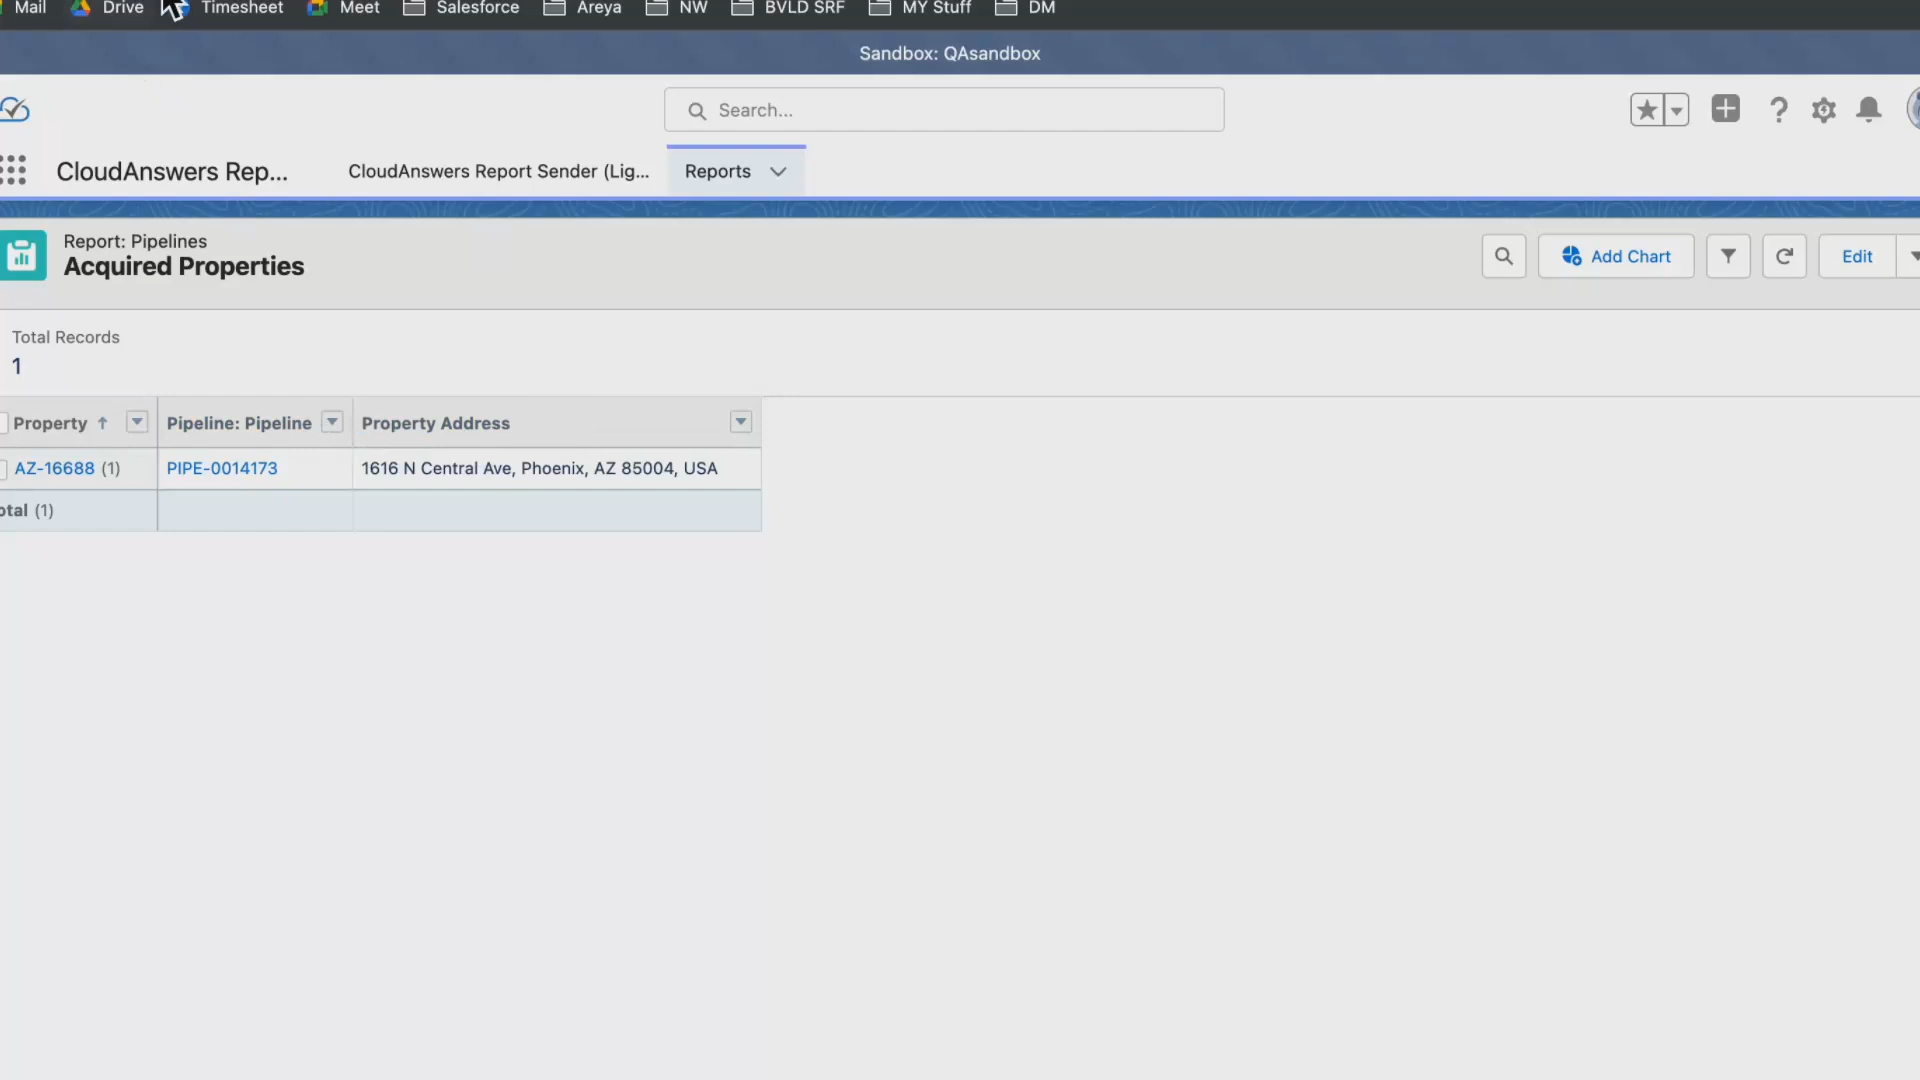 Mail Drive Timesheet Meet Salesforce Areya NW BVLD SRF MY Stuff DM
Sandbox: QAsandbox
Search...
CloudAnswers Rep... CloudAnswers Report Sender (Lig... Reports
Report: Pipelines
Acquired Properties
Add Chart Edit
Total Records
1
Property Pipeline: Pipeline Property Address
AZ-16688 (1) PIPE-0014173 1616 N Central Ave, Phoenix, AZ 85004, USA
otal (1)